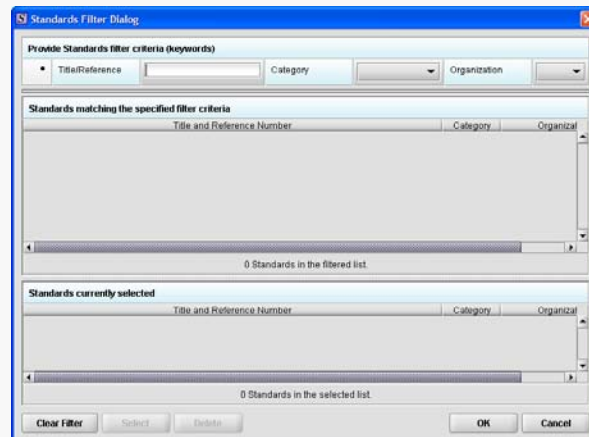 Standards Filter Dialog
Provide Standards filter criteria (keywords)
• Title/Reference Category Organization
Standards matching the specified filter criteria
Title and Reference Number Category Organizat
0 Standards in the filtered list.
Standards currently selected
Title and Reference Number Category Organizat
0 Standards in the selected list.
Clear Filter Select Delete OK Cancel